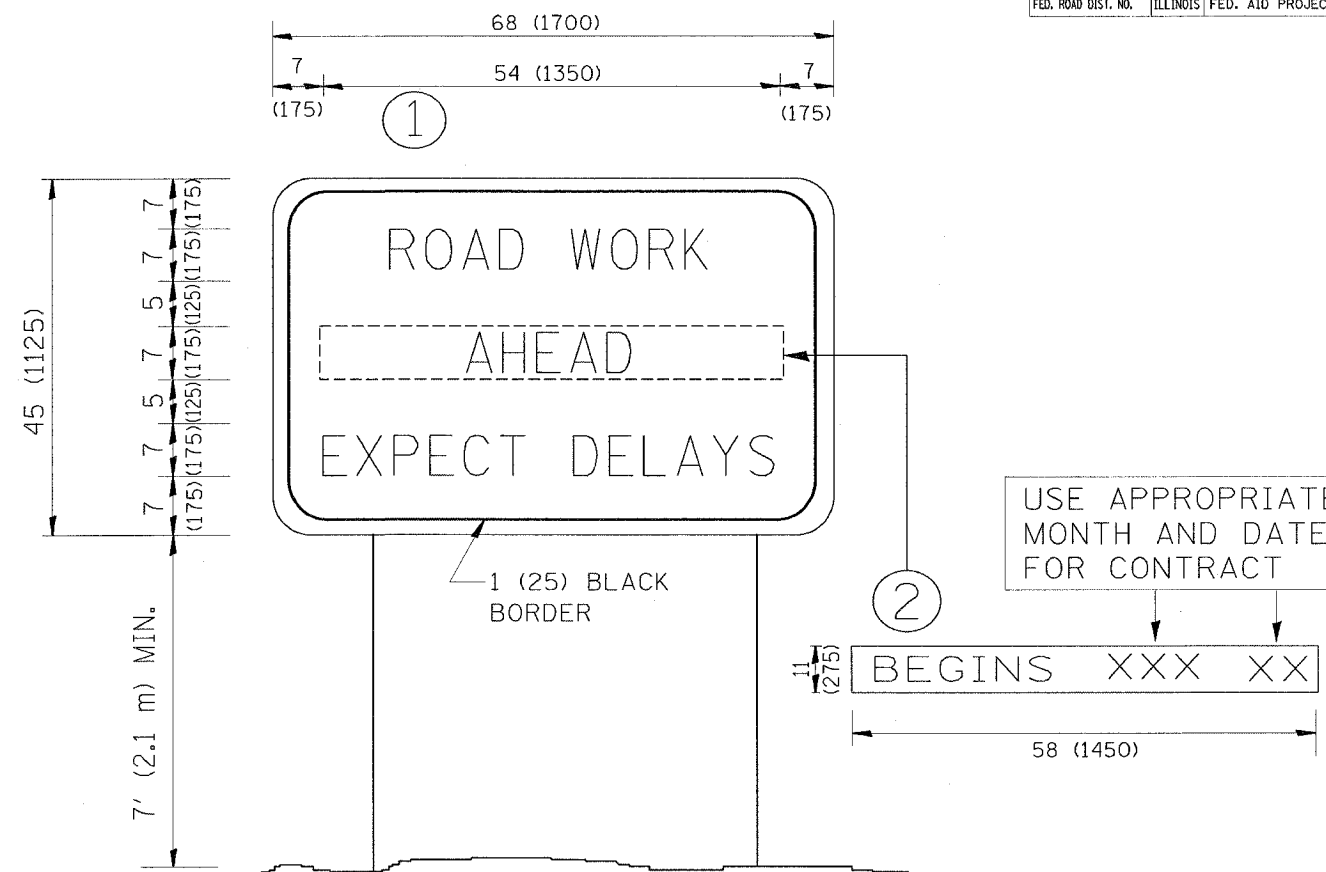 FED. ROAD DIST. NO. ILLINOIS FED. AID PROJEC
68 (1700)
7 54 (1350) 7
(175) (175)
1
45 (1125)
7 (175)
7 (175)
5 (125)
7 (175)
5 (125)
7 (175)
7 (175)
ROAD WORK
AHEAD
EXPECT DELAYS
1 (25) BLACK
BORDER
7' (2.1 m) MIN.
2
USE APPROPRIATE
MONTH AND DATE
FOR CONTRACT
11
(275)
BEGINS XXX XX
58 (1450)